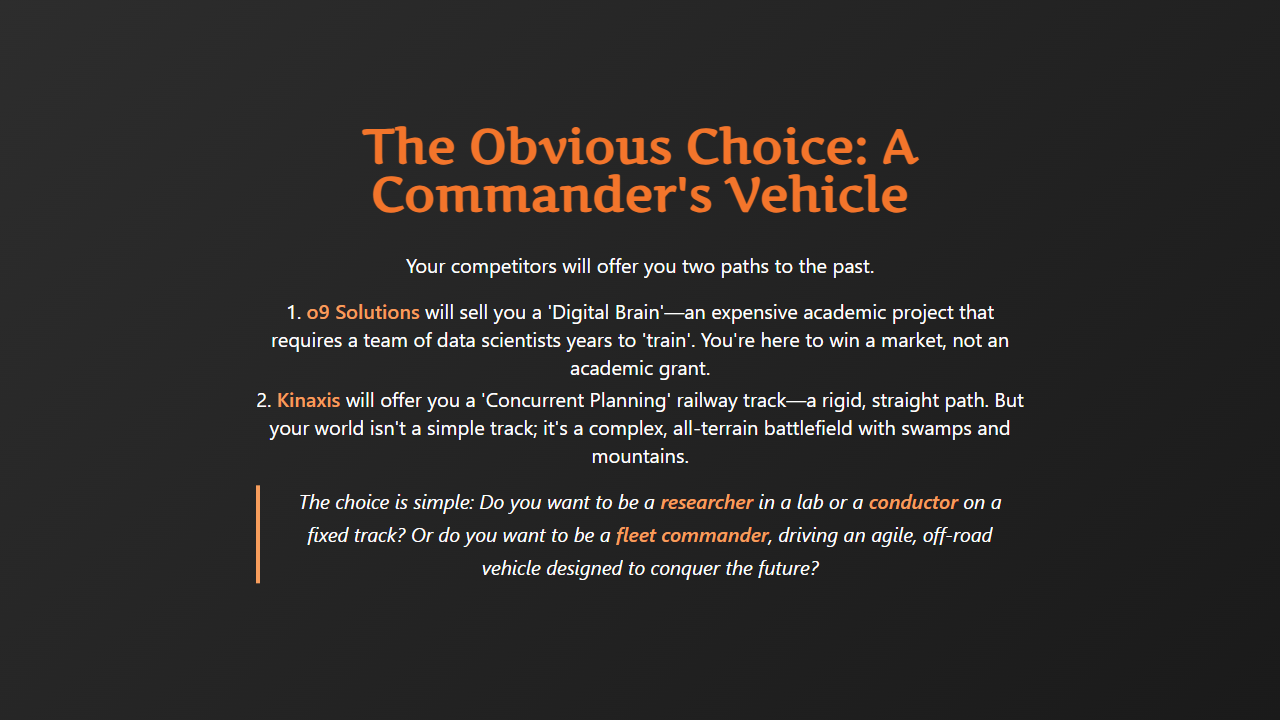 The Obvious Choice: A
Commander's Vehicle
Your competitors will offer you two paths to the past.
1. o9 Solutions will sell you a 'Digital Brain'—an expensive academic project that
requires a team of data scientists years to 'train'. You're here to win a market, not an
academic grant.
2. Kinaxis will offer you a 'Concurrent Planning' railway track—a rigid, straight path. But
your world isn't a simple track; it's a complex, all-terrain battlefield with swamps and
mountains.
The choice is simple: Do you want to be a researcher in a lab or a conductor on a
fixed track? Or do you want to be a fleet commander, driving an agile, off-road
vehicle designed to conquer the future?